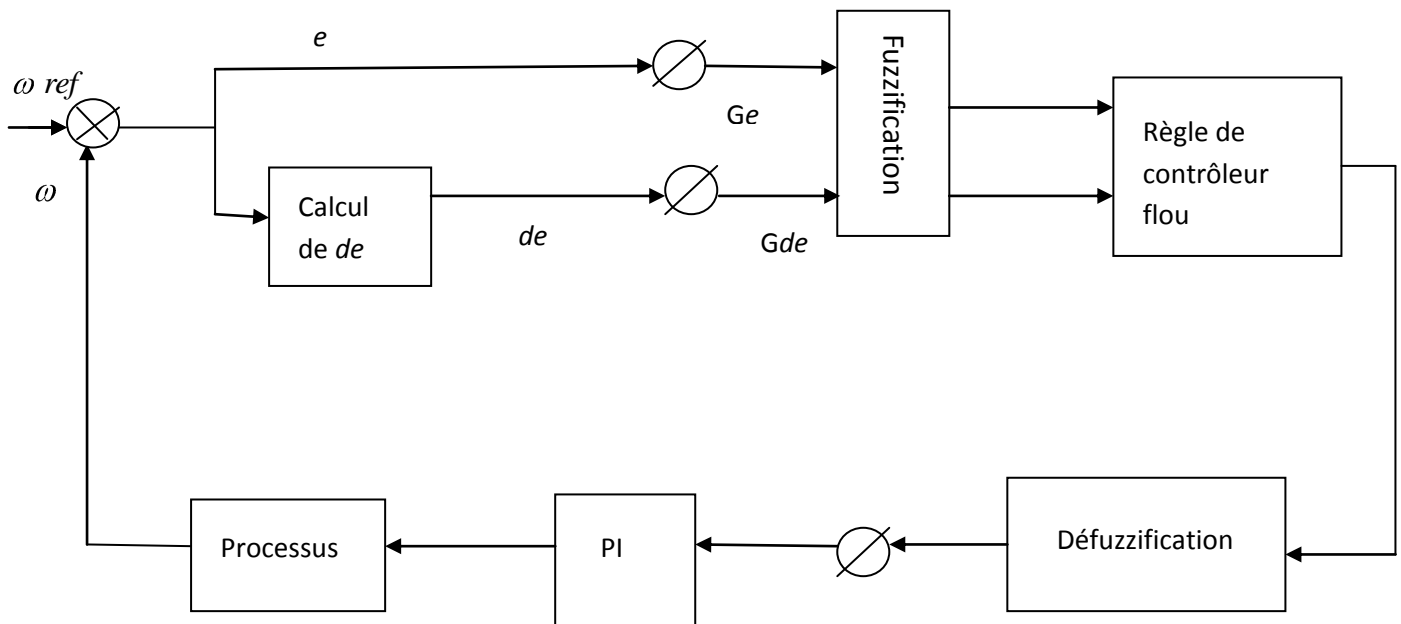 e
ω ref
Ge
Fuzzification
Règle de
contrôleur
flou
ω
Calcul
de de
de
Gde
Processus
PI
Défuzzification